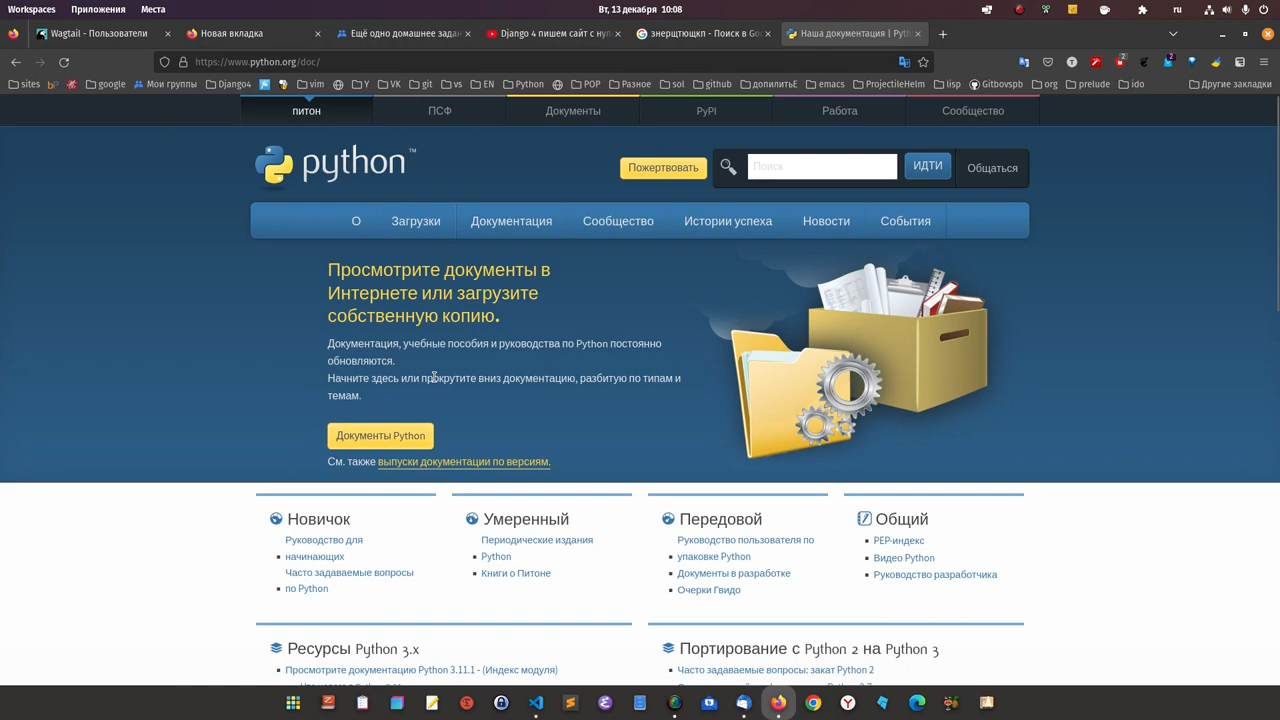 Workspaces Приложения Места Вт, 13 декабря 10:08 ru
Wagtail - Пользователи Новая вкладка Ещё одно домашнее задан Django 4 пишем сайт с нул знерщтющкп - Поиск в Goo Наша документация | Pyth
https://www.python.org/doc/
sites google Мои группы Django4 vim POP Разное sol github допилитьЕ emacs ProjectileHelm lisp Gitbovspb org prelude ido Другие закладки
Y VK git vs EN Python
питон ПСФ Документы PyPI Работа Сообщество
python™ Пожертвовать Поиск ИДТИ Общаться
О Загрузки Документация Сообщество Истории успеха Новости События
Просмотрите документы в
Интернете или загрузите
собственную копию.
Документация, учебные пособия и руководства по Python постоянно
обновляются.
Начните здесь или прокрутите вниз документацию, разбитую по типам и
темам.
Документы Python
См. также выпуски документации по версиям.
Новичок
Руководство для
начинающих
Часто задаваемые вопросы
по Python
Умеренный
Периодические издания
Python
Книги о Питоне
Передовой
Руководство пользователя по
упаковке Python
Документы в разработке
Очерки Гвидо
Общий
PEP-индекс
Видео Python
Руководство разработчика
Ресурсы Python 3.x
Просмотрите документацию Python 3.11.1 - (Индекс модуля)
Портирование с Python 2 на Python 3
Часто задаваемые вопросы: закат Python 2